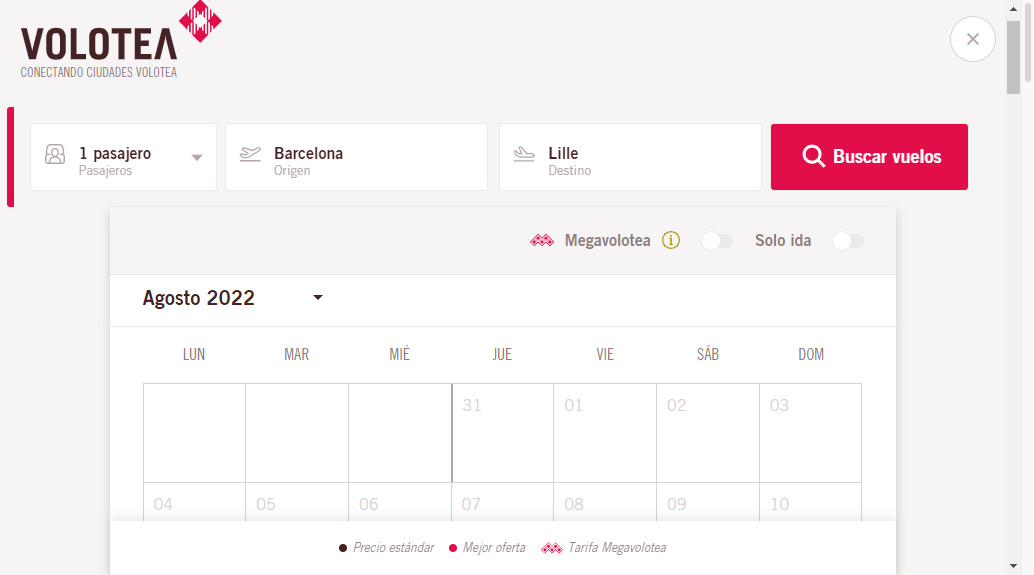 VOLOTEA
CONECTANDO CIUDADES VOLOTEA
1 pasajero
Pasajeros
Barcelona
Origen
Lille
Destino
Buscar vuelos
Megavolotea i Solo ida
Agosto 2022
LUN MAR MIÉ JUE VIE SÁB DOM
31 01 02 03
04 05 06 07 08 09 10
Precio estándar Mejor oferta Tarifa Megavolotea